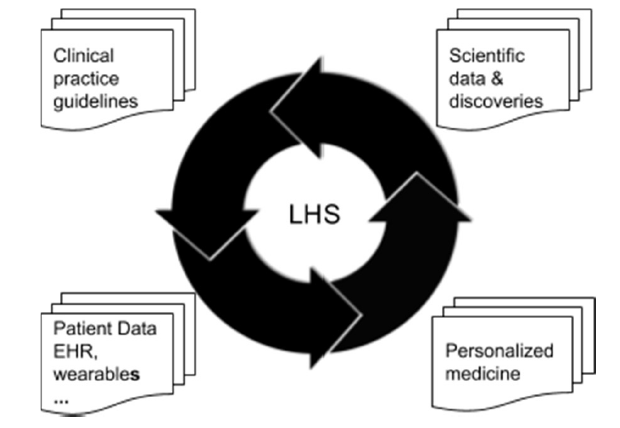 Clinical
practice
guidelines
Scientific
data &
discoveries
LHS
Patient Data
EHR,
wearables
...
Personalized
medicine